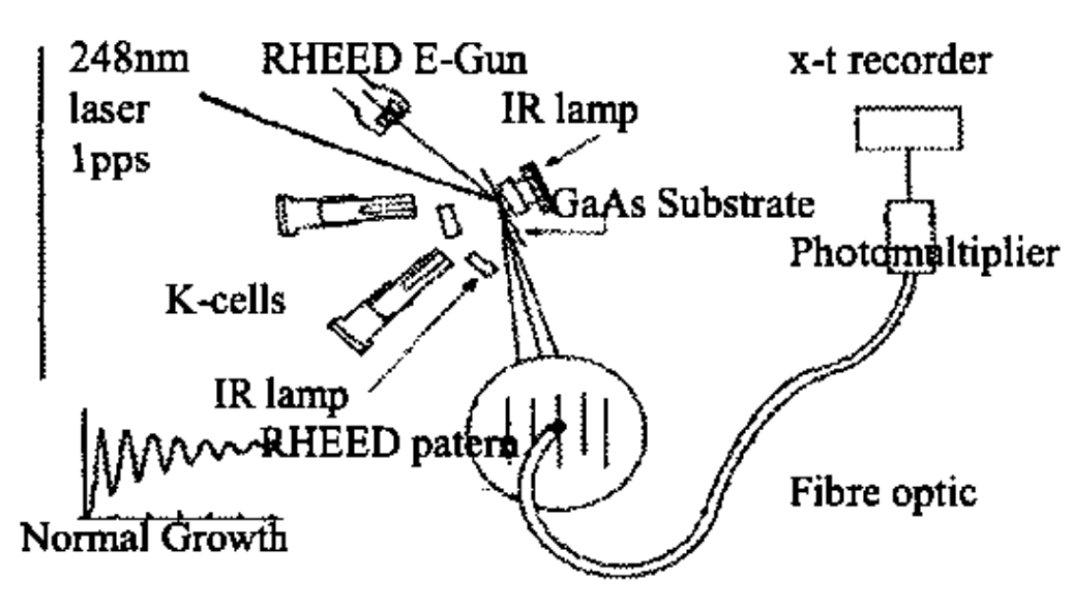 248nm
laser
1pps
RHEED E-Gun
IR lamp
x-t recorder
GaAs Substrate
Photomultiplier
K-cells
IR lamp
RHEED patern
Normal Growth
Fibre optic